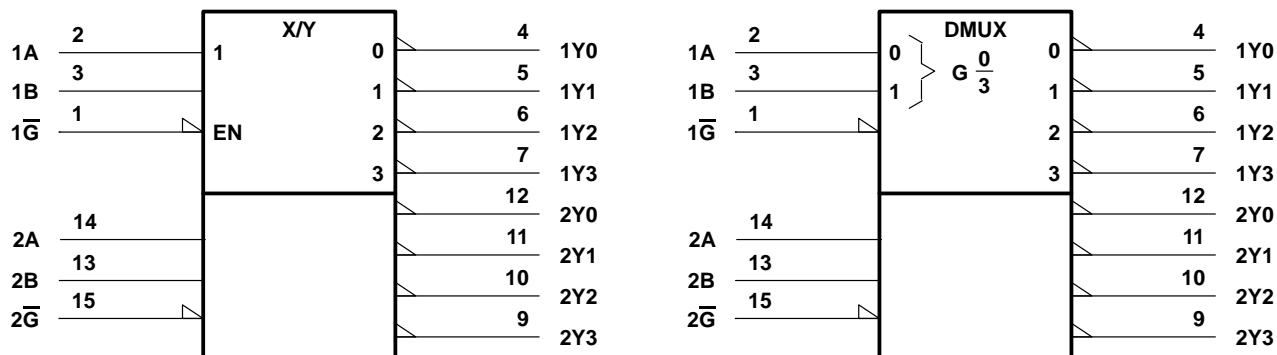 X/Y
1A 2 1 0 4 1Y0
1B 3 1 5 1Y1
1G̅ 1 EN 2 6 1Y2
3 7 1Y3
12 2Y0
2A 14 11 2Y1
2B 13 10 2Y2
2G̅ 15 9 2Y3
DMUX
1A 2 0 G 0/3 0 4 1Y0
1B 3 1 1 5 1Y1
1G̅ 1 2 6 1Y2
3 7 1Y3
12 2Y0
2A 14 11 2Y1
2B 13 10 2Y2
2G̅ 15 9 2Y3